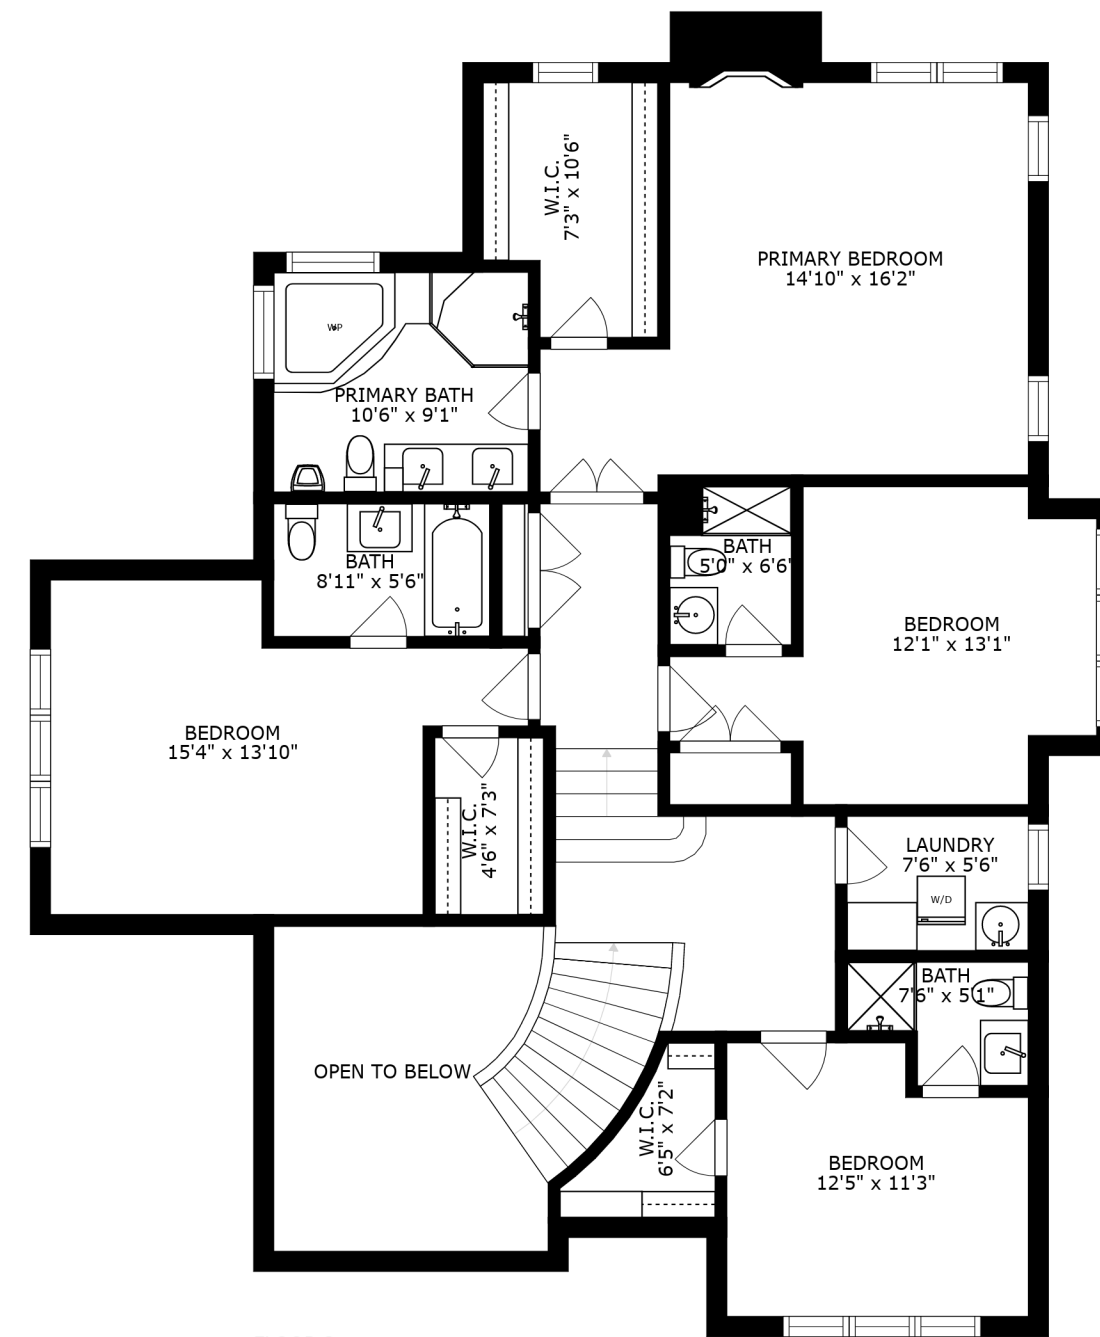 W.I.C.
7'3" x 10'6"
PRIMARY BEDROOM
14'10" x 16'2"
WP
PRIMARY BATH
10'6" x 9'1"
BATH
8'11" x 5'6"
BATH
5'0" x 6'6"
BEDROOM
12'1" x 13'1"
BEDROOM
15'4" x 13'10"
W.I.C.
4'6" x 7'3"
LAUNDRY
7'6" x 5'6"
W/D
BATH
7'6" x 5'1"
OPEN TO BELOW
W.I.C.
6'5" x 7'2"
BEDROOM
12'5" x 11'3"